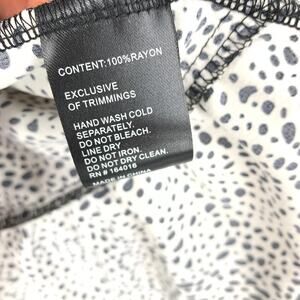 CONTENT:100%RAYON
EXCLUSIVE
OF TRIMMINGS
HAND WASH COLD
SEPARATELY.
DO NOT BLEACH.
LINE DRY
DO NOT IRON.
DO NOT DRY CLEAN.
RN # 164016
MADE IN CHINA